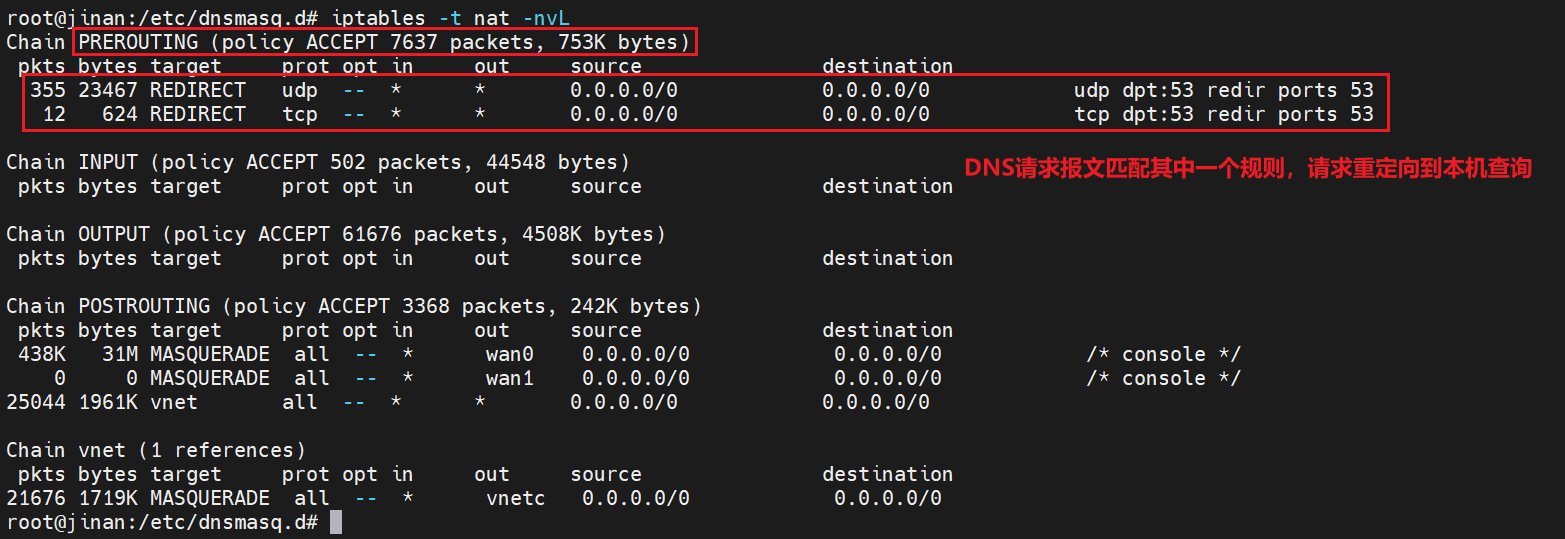 root@jinan:/etc/dnsmasq.d# iptables -t nat -nvL
Chain PREROUTING (policy ACCEPT 7637 packets, 753K bytes)
pkts bytes target prot opt in out source destination
355 23467 REDIRECT udp -- * * 0.0.0.0/0 0.0.0.0/0 udp dpt:53 redir ports 53
12 624 REDIRECT tcp -- * * 0.0.0.0/0 0.0.0.0/0 tcp dpt:53 redir ports 53
Chain INPUT (policy ACCEPT 502 packets, 44548 bytes)
DNS请求报文匹配其中一个规则，请求重定向到本机查询
pkts bytes target prot opt in out source destination
Chain OUTPUT (policy ACCEPT 61676 packets, 4508K bytes)
pkts bytes target prot opt in out source destination
Chain POSTROUTING (policy ACCEPT 3368 packets, 242K bytes)
pkts bytes target prot opt in out source destination
438K 31M MASQUERADE all -- * wan0 0.0.0.0/0 0.0.0.0/0 /* console */
0 0 MASQUERADE all -- * wan1 0.0.0.0/0 0.0.0.0/0 /* console */
25044 1961K vnet all -- * * 0.0.0.0/0 0.0.0.0/0
Chain vnet (1 references)
pkts bytes target prot opt in out source destination
21676 1719K MASQUERADE all -- * vnetc 0.0.0.0/0 0.0.0.0/0
root@jinan:/etc/dnsmasq.d#